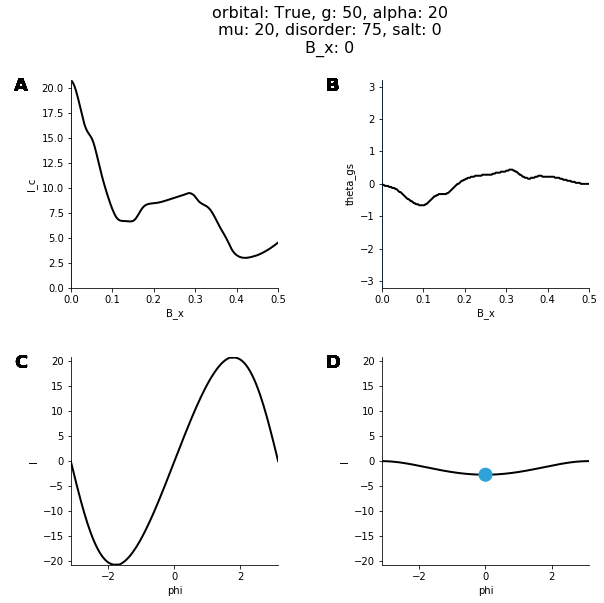 orbital: True, g: 50, alpha: 20
mu: 20, disorder: 75, salt: 0
B_x: 0
A
20.0
17.5
15.0
12.5
10.0
7.5
5.0
2.5
0.0
I_c
0.0 0.1 0.2 0.3 0.4 0.5
B_x
B
3
2
1
0
−1
−2
−3
theta_gs
0.0 0.1 0.2 0.3 0.4 0.5
B_x
C
20
15
10
5
0
−5
−10
−15
−20
I
−2 0 2
phi
D
20
15
10
5
0
−5
−10
−15
−20
I
−2 0 2
phi